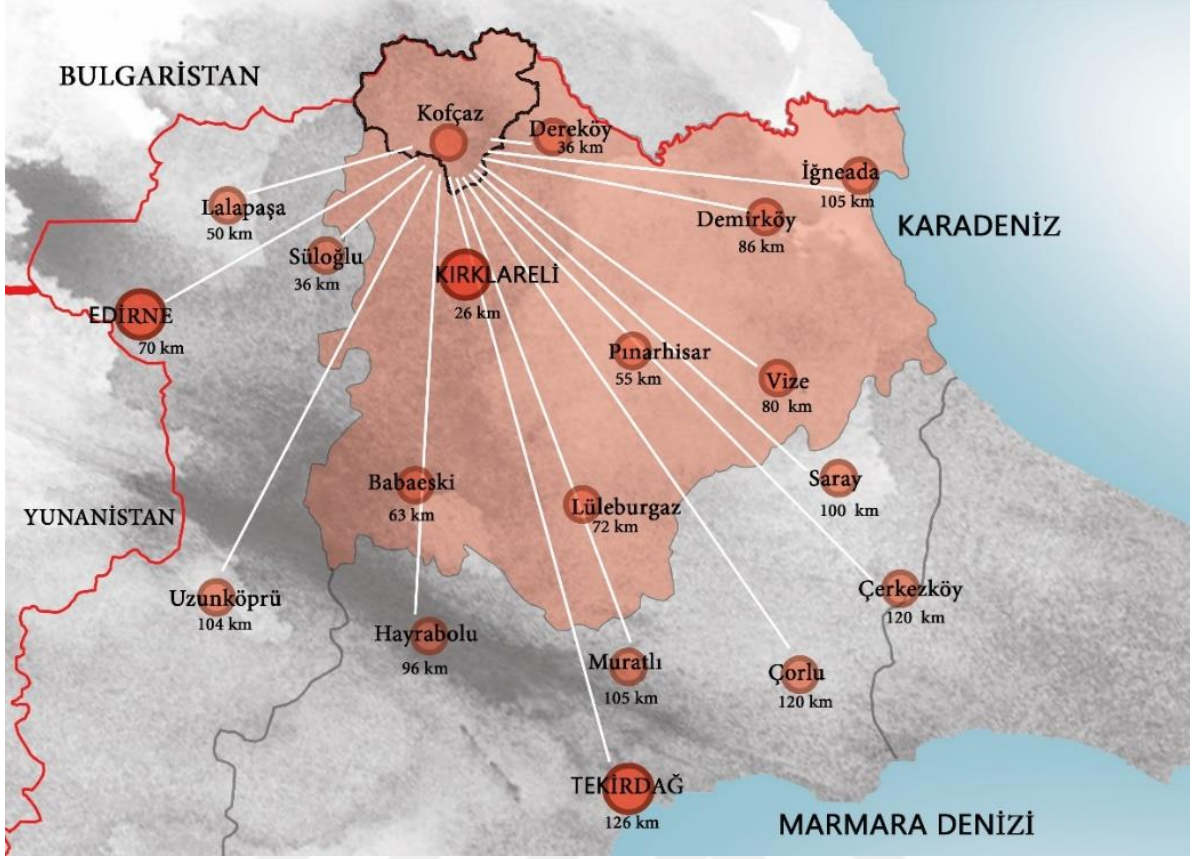 BULGARİSTAN
Kofçaz
Dereköy
36 km
İğneada
105 km
Lalapaşa
50 km
Demirköy
86 km
KARADENİZ
Süloğlu
36 km
KIRKLARELİ
26 km
EDİRNE
70 km
Pınarhisar
55 km
Vize
80 km
Babaeski
63 km
Lüleburgaz
72 km
Saray
100 km
YUNANİSTAN
Uzunköprü
104 km
Çerkezköy
120 km
Hayrabolu
96 km
Muratlı
105 km
Çorlu
120 km
TEKİRDAĞ
126 km
MARMARA DENİZİ